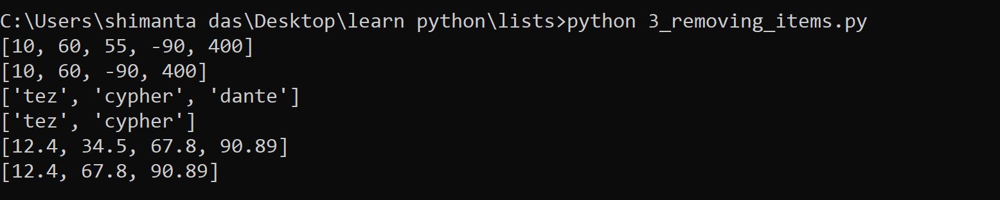 C:\Users\shimanta das\Desktop\learn python\lists>python 3_removing_items.py
[10, 60, 55, -90, 400]
[10, 60, -90, 400]
['tez', 'cypher', 'dante']
['tez', 'cypher']
[12.4, 34.5, 67.8, 90.89]
[12.4, 67.8, 90.89]